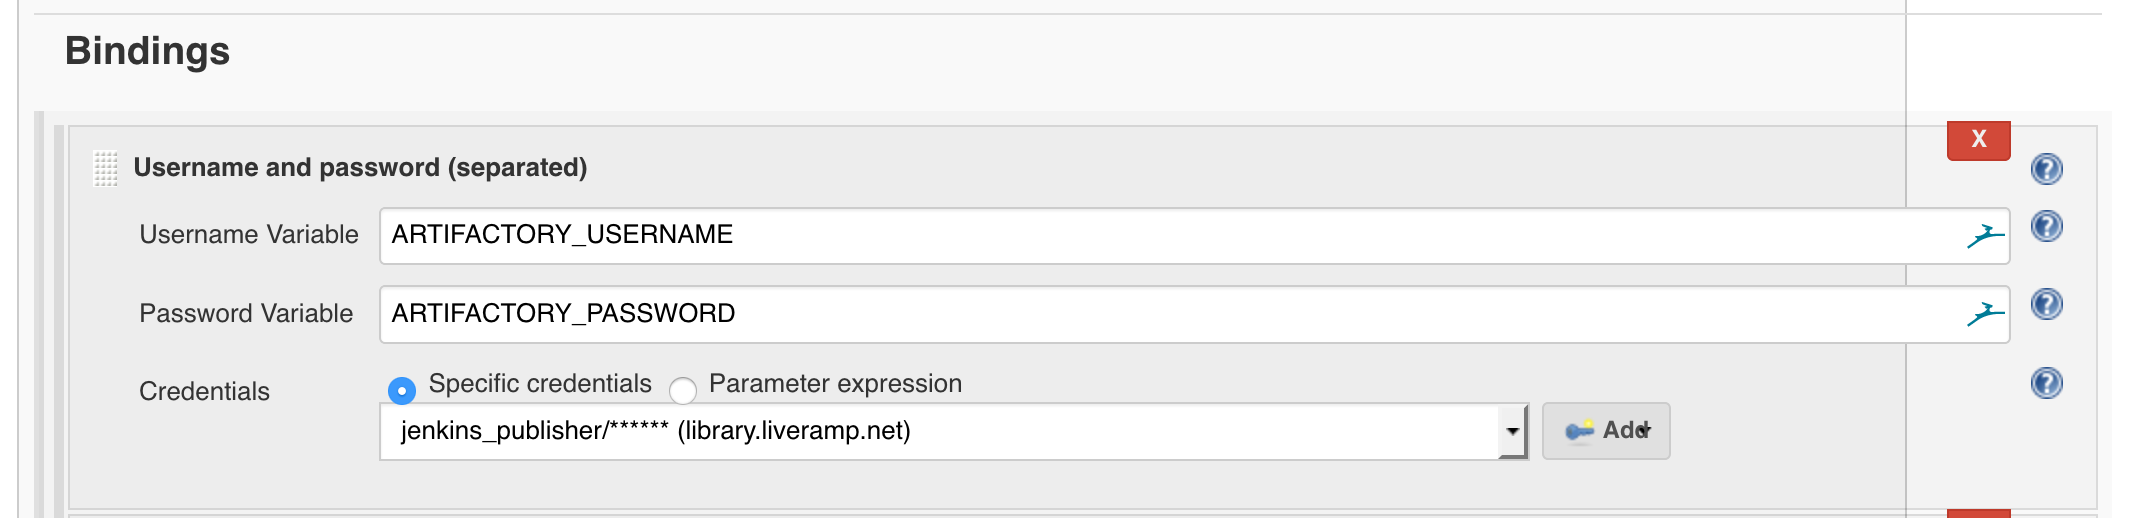 Bindings
X
Username and password (separated)
?
Username Variable ARTIFACTORY_USERNAME
?
Password Variable ARTIFACTORY_PASSWORD
?
Credentials Specific credentials Parameter expression
?
jenkins_publisher/****** (library.liveramp.net) Add